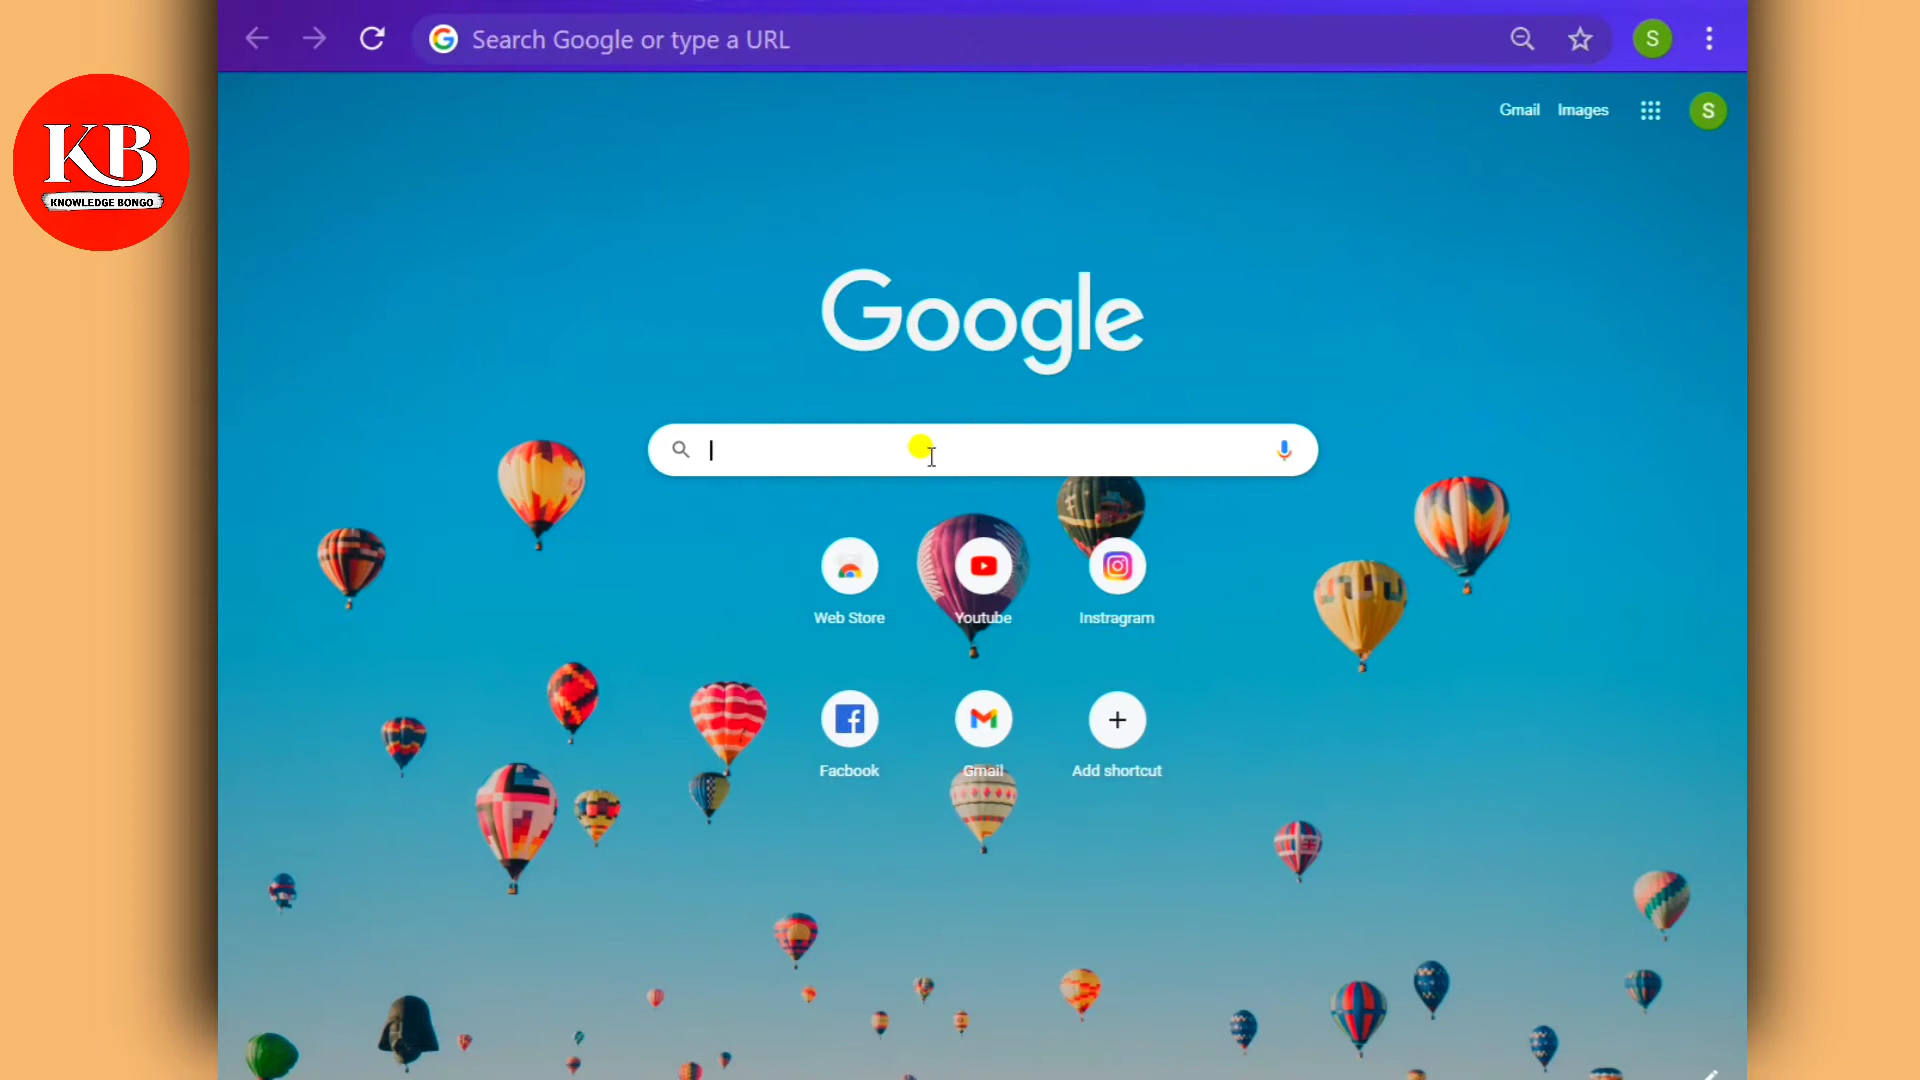 Search Google or type a URL
S
KB
KNOWLEDGE BONGO
Gmail Images
S
Google
Web Store
Youtube
Instragram
Facbook
Gmail
Add shortcut